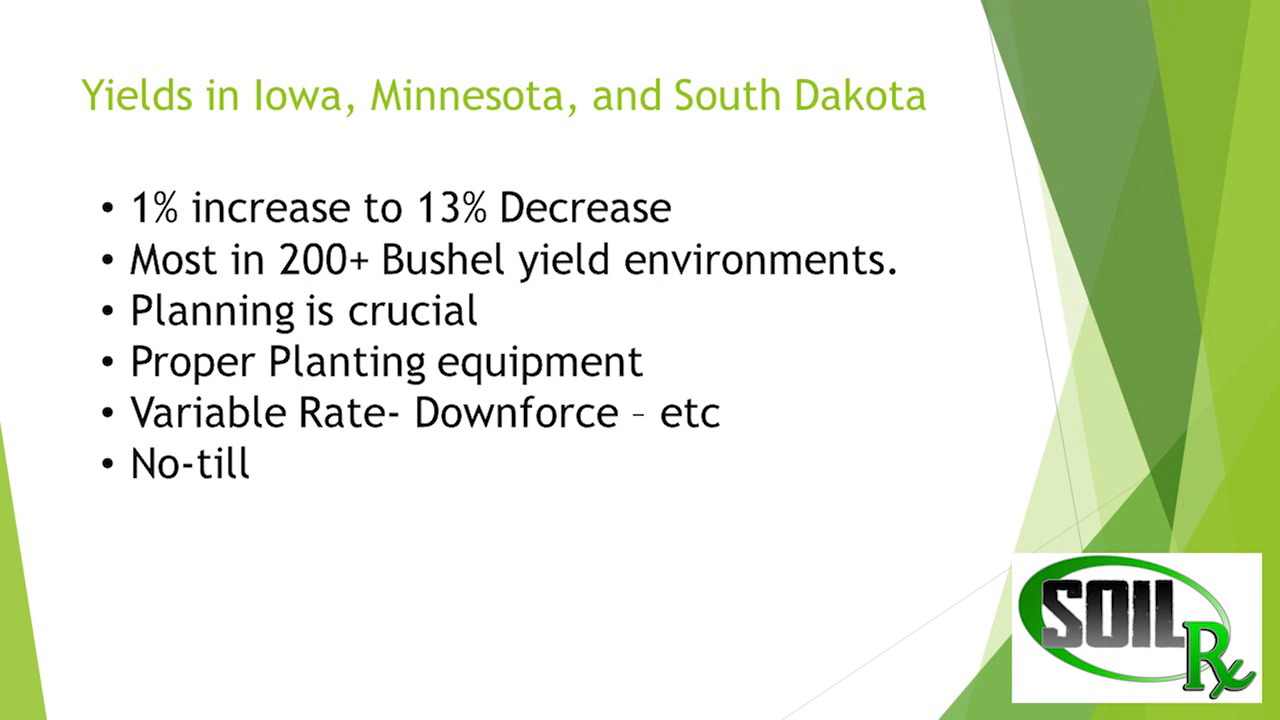 Yields in Iowa, Minnesota, and South Dakota
• 1% increase to 13% Decrease
• Most in 200+ Bushel yield environments.
• Planning is crucial
• Proper Planting equipment
• Variable Rate- Downforce – etc
• No-till
SOIL
Rx